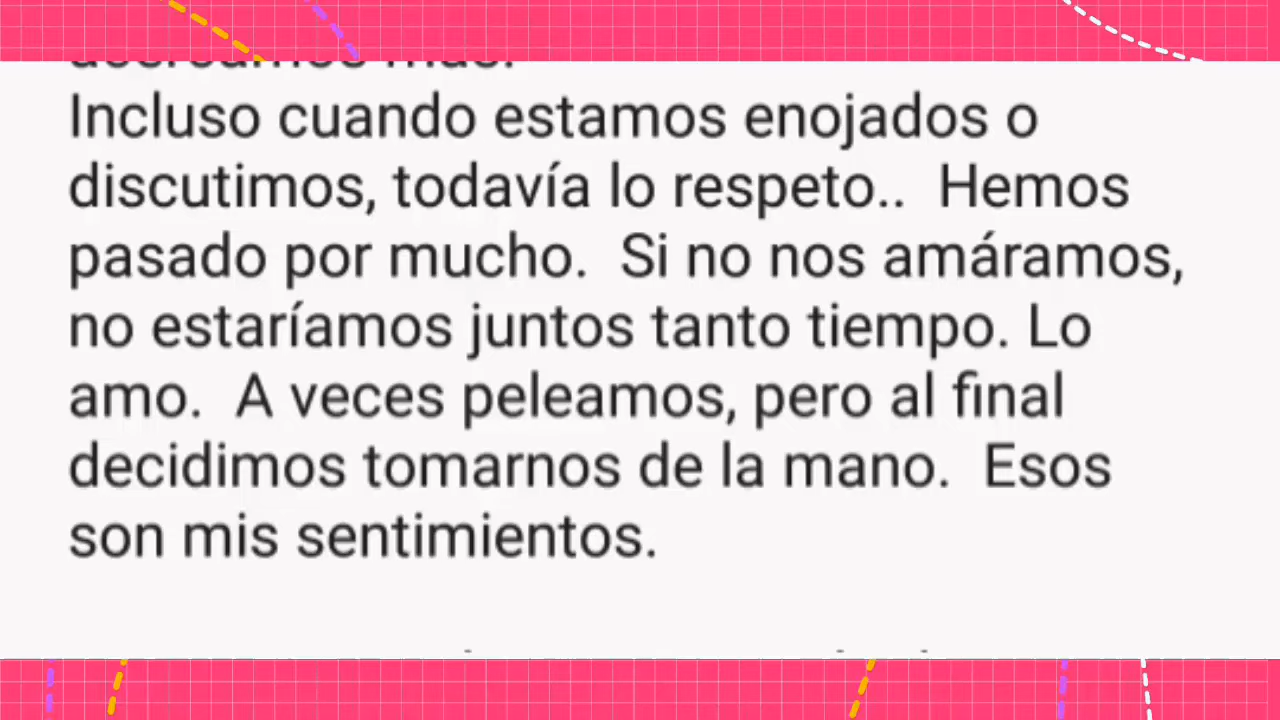 Incluso cuando estamos enojados o
discutimos, todavía lo respeto..  Hemos
pasado por mucho.  Si no nos amáramos,
no estaríamos juntos tanto tiempo. Lo
amo.  A veces peleamos, pero al final
decidimos tomarnos de la mano.  Esos
son mis sentimientos.